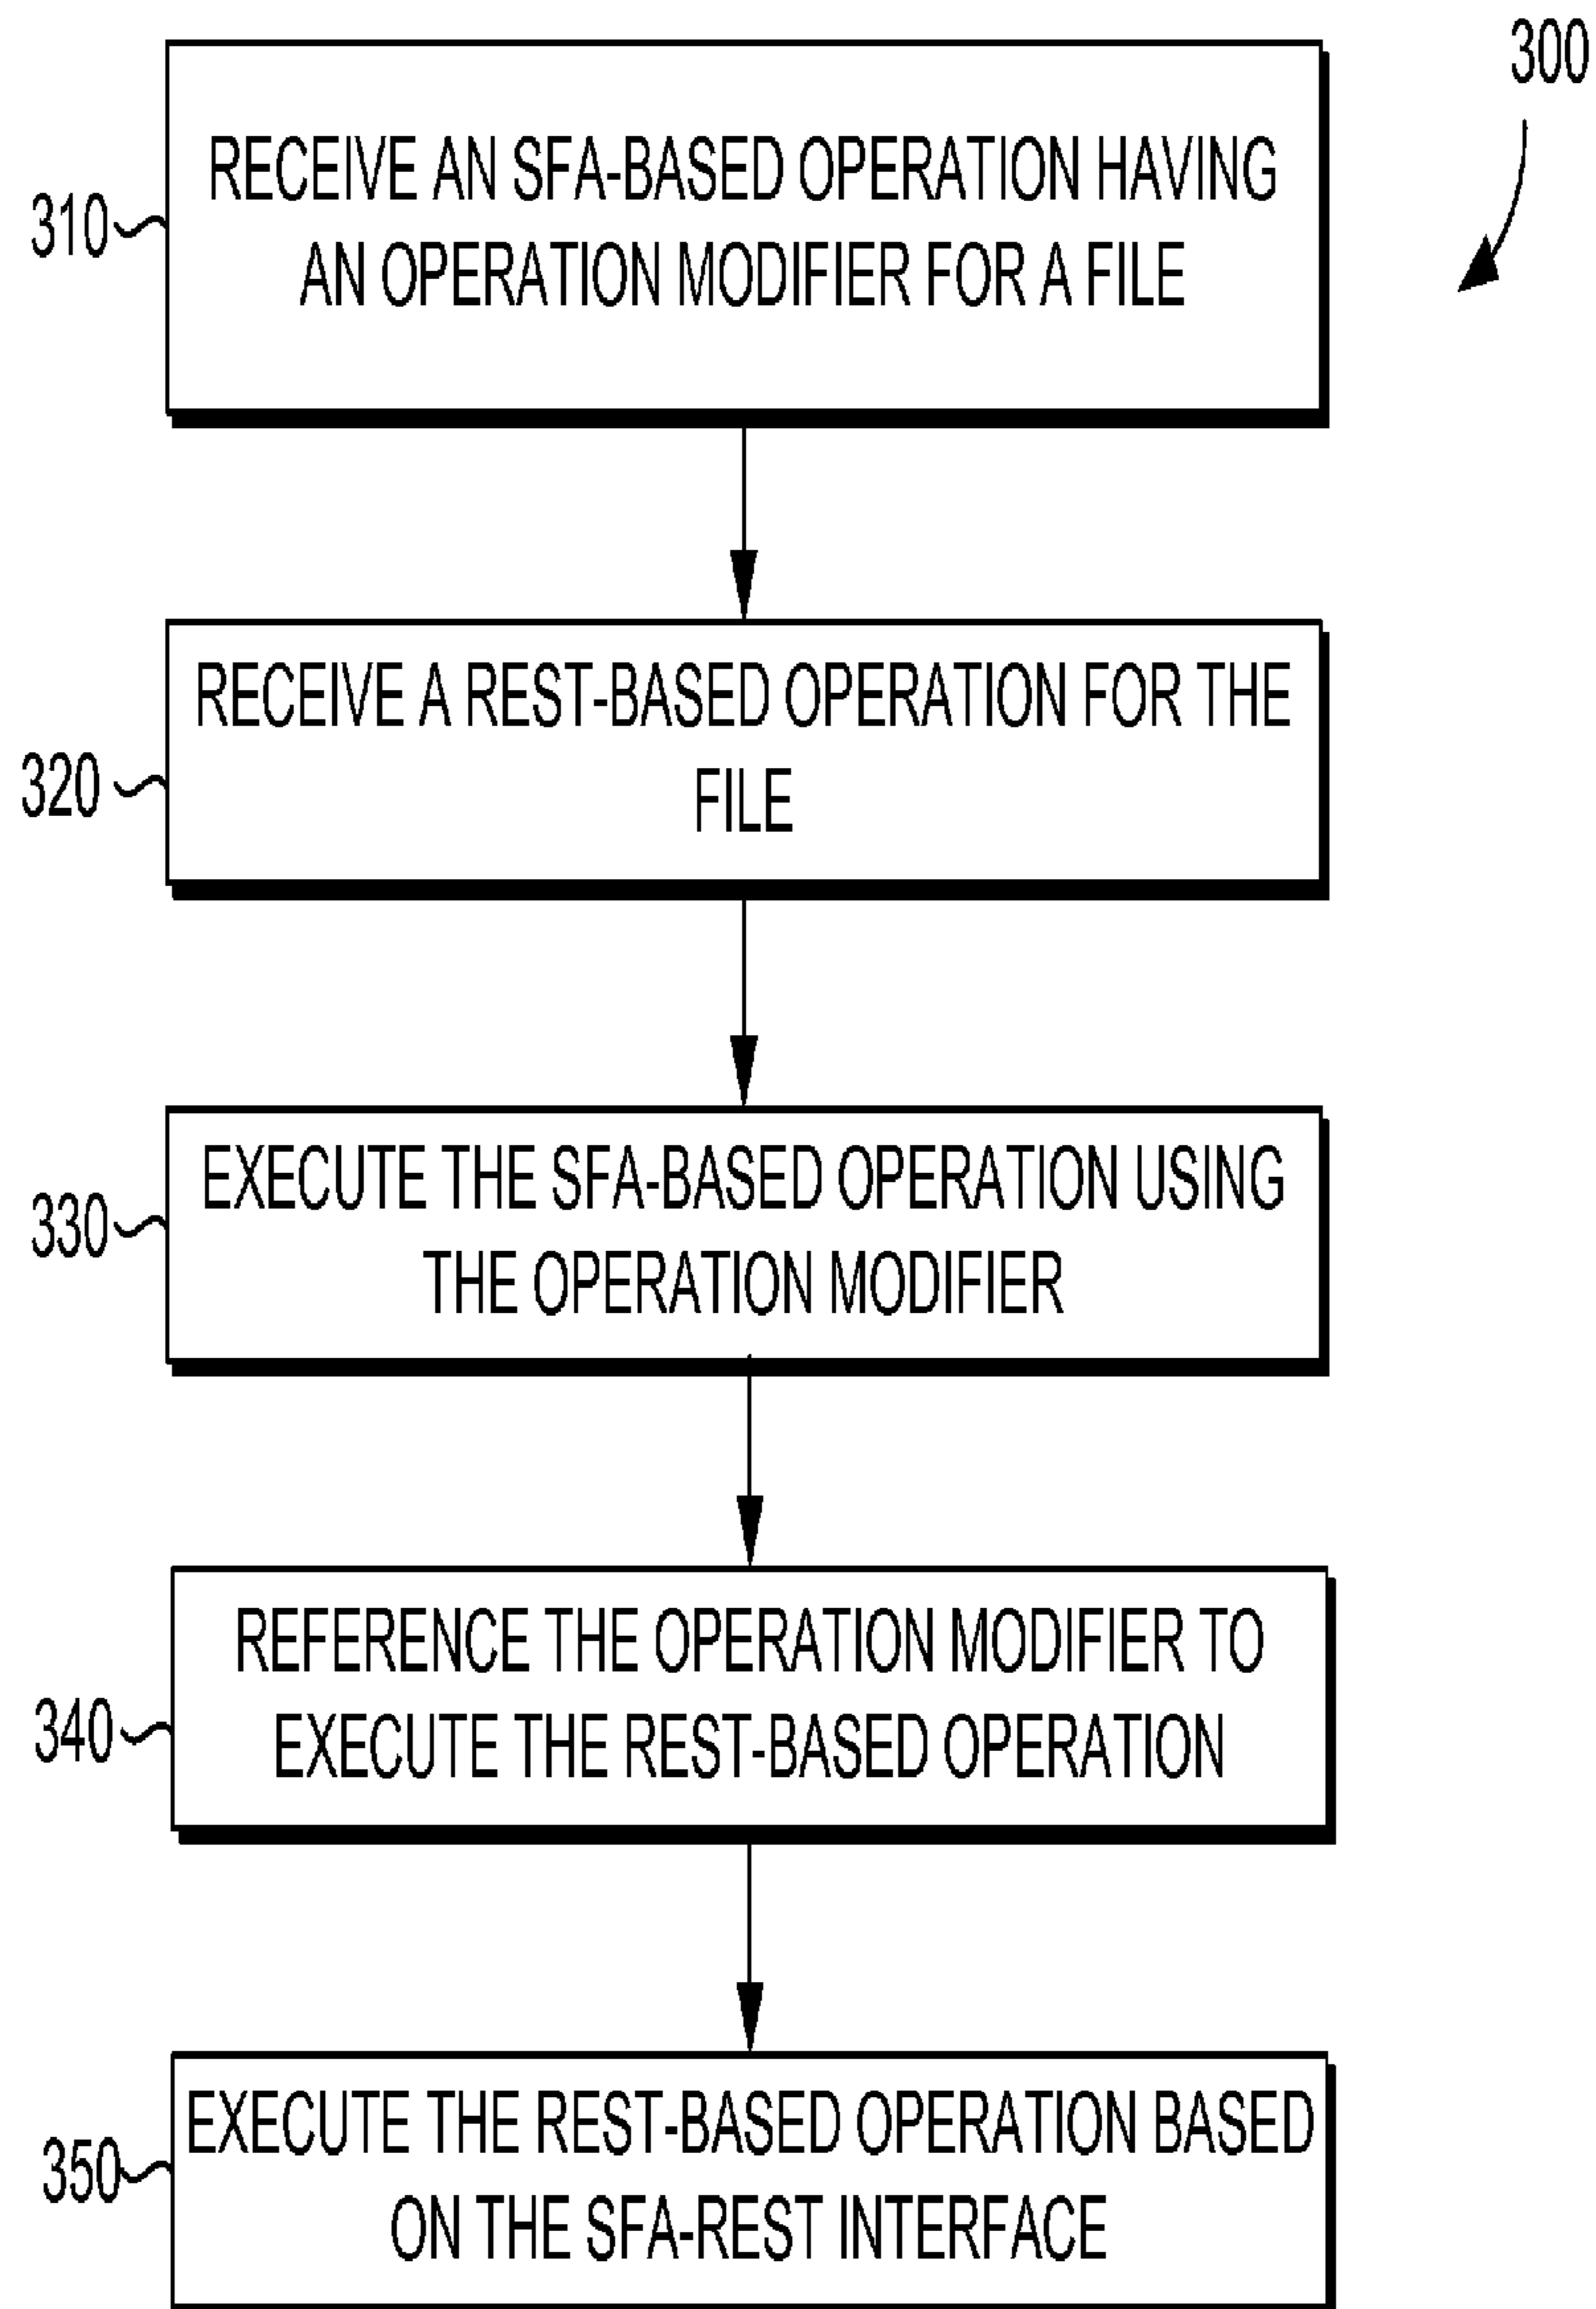 300
310
RECEIVE AN SFA-BASED OPERATION HAVING
AN OPERATION MODIFIER FOR A FILE
320
RECEIVE A REST-BASED OPERATION FOR THE
FILE
330
EXECUTE THE SFA-BASED OPERATION USING
THE OPERATION MODIFIER
340
REFERENCE THE OPERATION MODIFIER TO
EXECUTE THE REST-BASED OPERATION
350
EXECUTE THE REST-BASED OPERATION BASED
ON THE SFA-REST INTERFACE